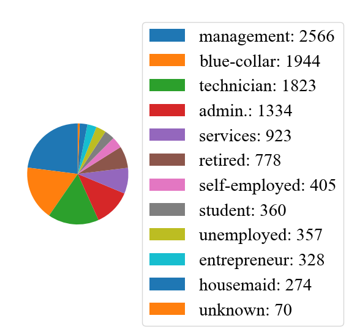 management: 2566
blue-collar: 1944
technician: 1823
admin.: 1334
services: 923
retired: 778
self-employed: 405
student: 360
unemployed: 357
entrepreneur: 328
housemaid: 274
unknown: 70